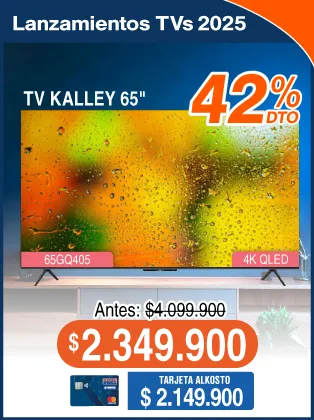 Lanzamientos TVs 2025
TV KALLEY 65"
42% DTO
65GQ405
4K QLED
Antes: $4.099.900
$2.349.900
TARJETA ALKOSTO
$ 2.149.900